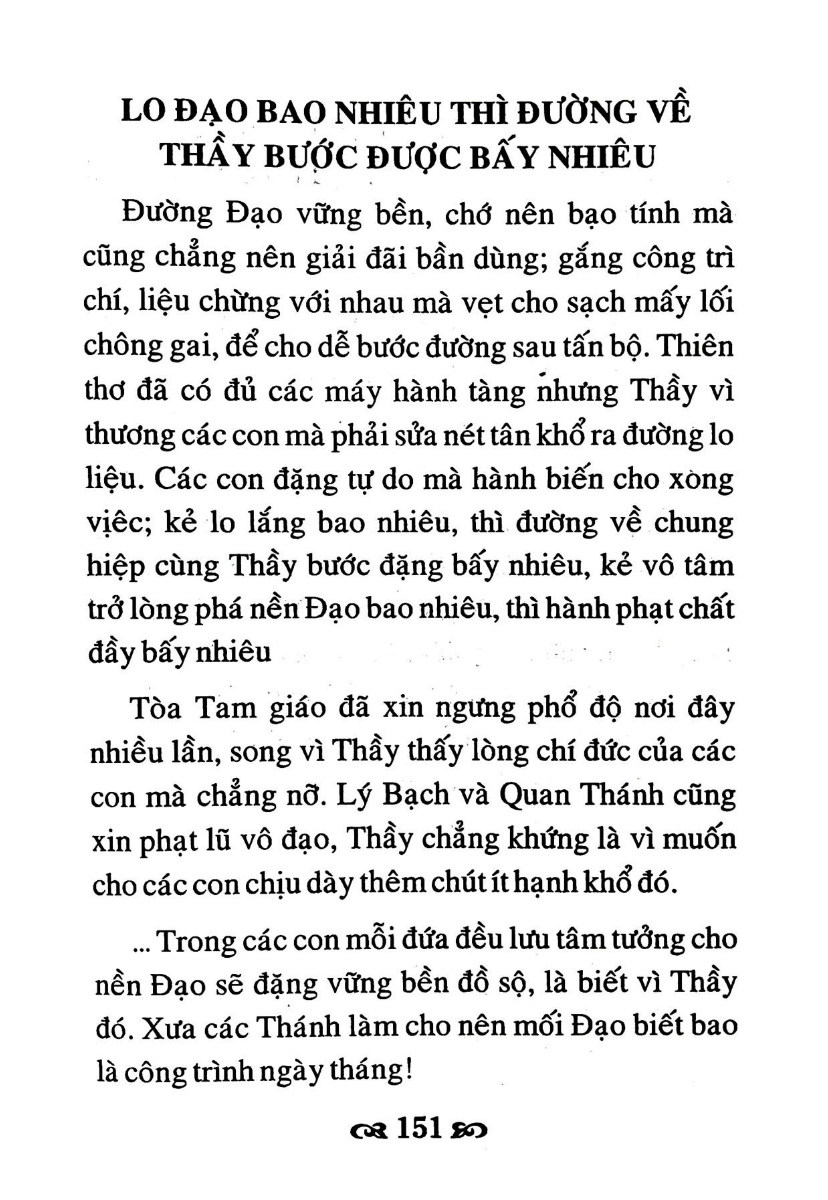 LO ĐẠO BAO NHIÊU THÌ ĐƯỜNG VỀ
THẦY BƯỚC ĐƯỢC BẤY NHIÊU
Đường Đạo vững bền, chớ nên bạo tính mà
cũng chẳng nên giải đãi bần dùng; gắng công trì
chí, liệu chừng với nhau mà vẹt cho sạch mấy lối
chông gai, để cho dễ bước đường sau tấn bộ. Thiên
thơ đã có đủ các máy hành tàng nhưng Thầy vì
thương các con mà phải sửa nét tân khổ ra đường lo
liệu. Các con đặng tự do mà hành biến cho xong
vịêc; kẻ lo lắng bao nhiêu, thì đường về chung
hiệp cùng Thầy bước đặng bấy nhiêu, kẻ vô tâm
trở lòng phá nền Đạo bao nhiêu, thì hành phạt chất
đầy bấy nhiêu
Tòa Tam giáo đã xin ngưng phổ độ nơi đây
nhiều lần, song vì Thầy thấy lòng chí đức của các
con mà chẳng nỡ. Lý Bạch và Quan Thánh cũng
xin phạt lũ vô đạo, Thầy chẳng khứng là vì muốn
cho các con chịu dày thêm chút ít hạnh khổ đó.
... Trong các con mỗi đứa đều lưu tâm tưởng cho
nền Đạo sẽ đặng vững bền đồ sộ, là biết vì Thầy
đó. Xưa các Thánh làm cho nên mối Đạo biết bao
là công trình ngày tháng!
151